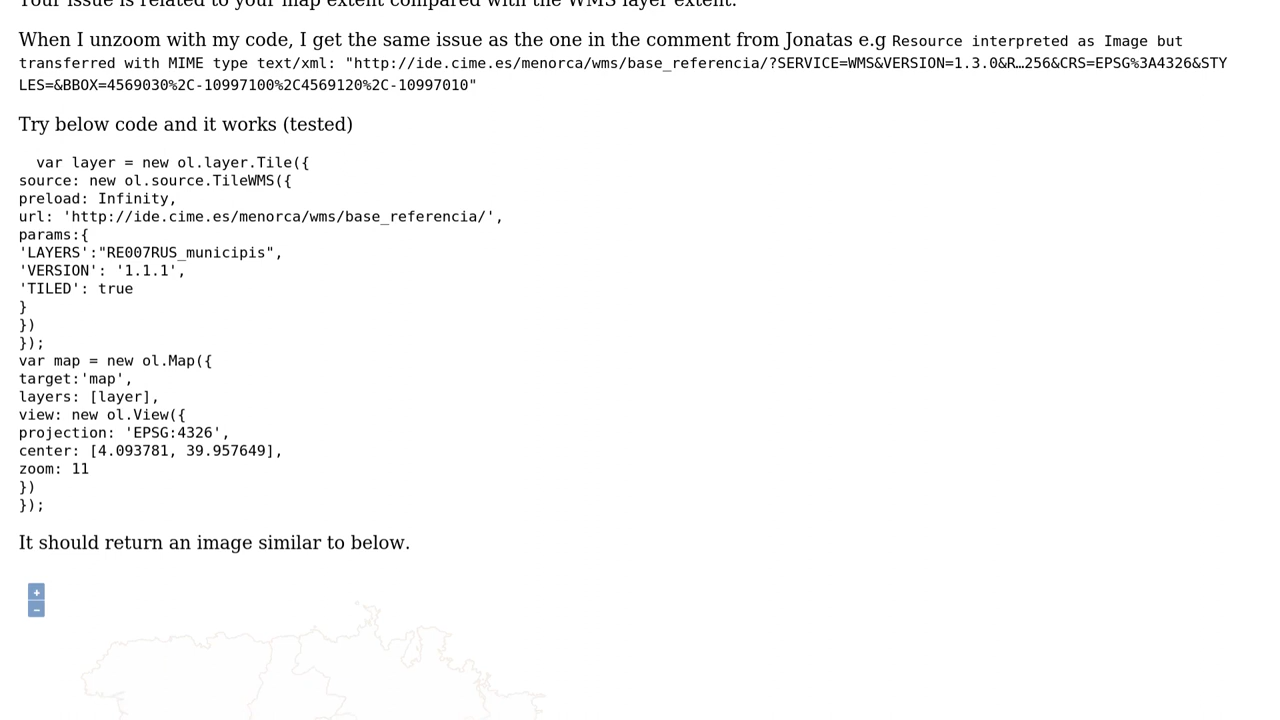 Your issue is related to your map extent compared with the WMS layer extent.
When I unzoom with my code, I get the same issue as the one in the comment from Jonatas e.g Resource interpreted as Image but
transferred with MIME type text/xml: "http://ide.cime.es/menorca/wms/base_referencia/?SERVICE=WMS&VERSION=1.3.0&R…256&CRS=EPSG%3A4326&STY
LES=&BBOX=4569030%2C-10997100%2C4569120%2C-10997010"
Try below code and it works (tested)
var layer = new ol.layer.Tile({
source: new ol.source.TileWMS({
preload: Infinity,
url: 'http://ide.cime.es/menorca/wms/base_referencia/',
params:{
'LAYERS':"RE007RUS_municipis",
'VERSION': '1.1.1',
'TILED': true
}
})
});
var map = new ol.Map({
target:'map',
layers: [layer],
view: new ol.View({
projection: 'EPSG:4326',
center: [4.093781, 39.957649],
zoom: 11
})
});
It should return an image similar to below.
+
−